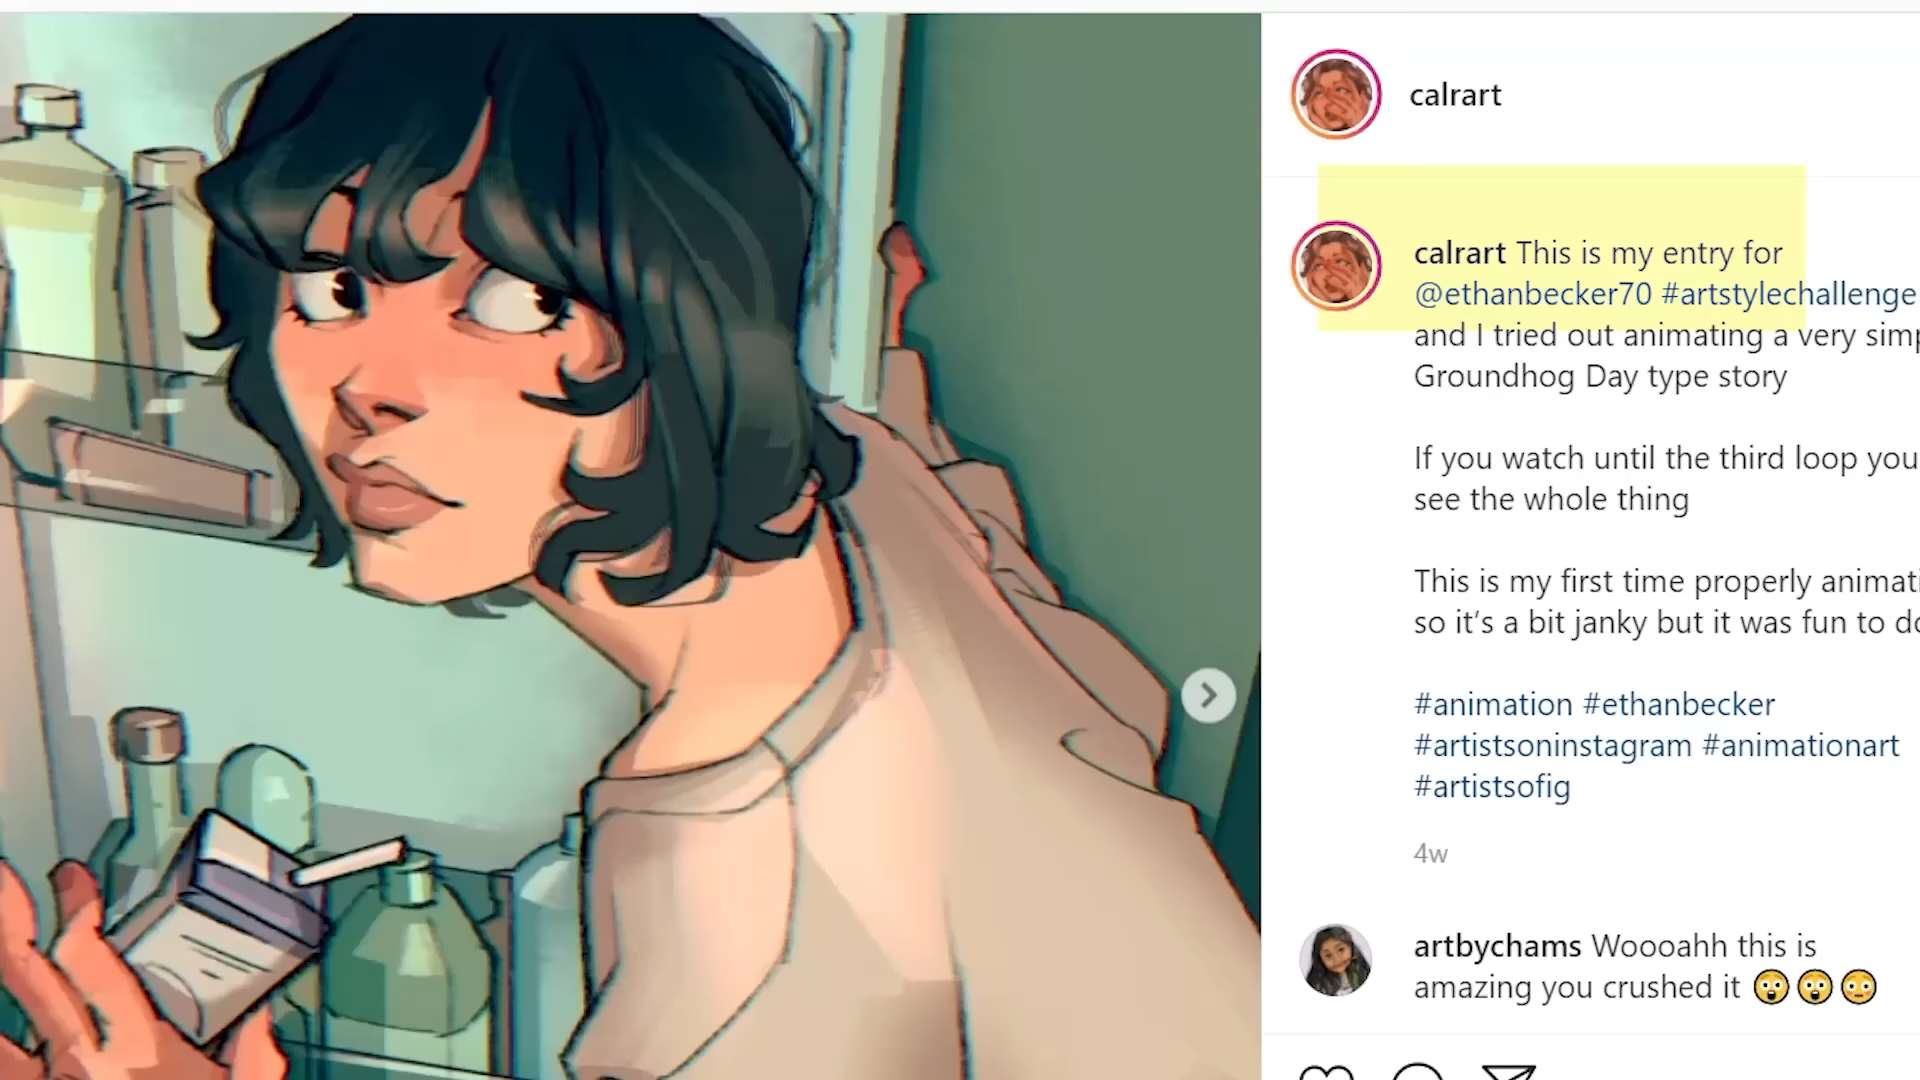 calrart
calrart This is my entry for
@ethanbecker70 #artstylechallenge
and I tried out animating a very
Groundhog Day type story
If you watch until the third loop you
see the whole thing
This is my first time properly
so it's a bit janky but it was fun to
#animation #ethanbecker
#artistsoninstagram #animationart
#artistsofig
4w
artbychams Woooahh this is
amazing you crushed it 😲😲😳